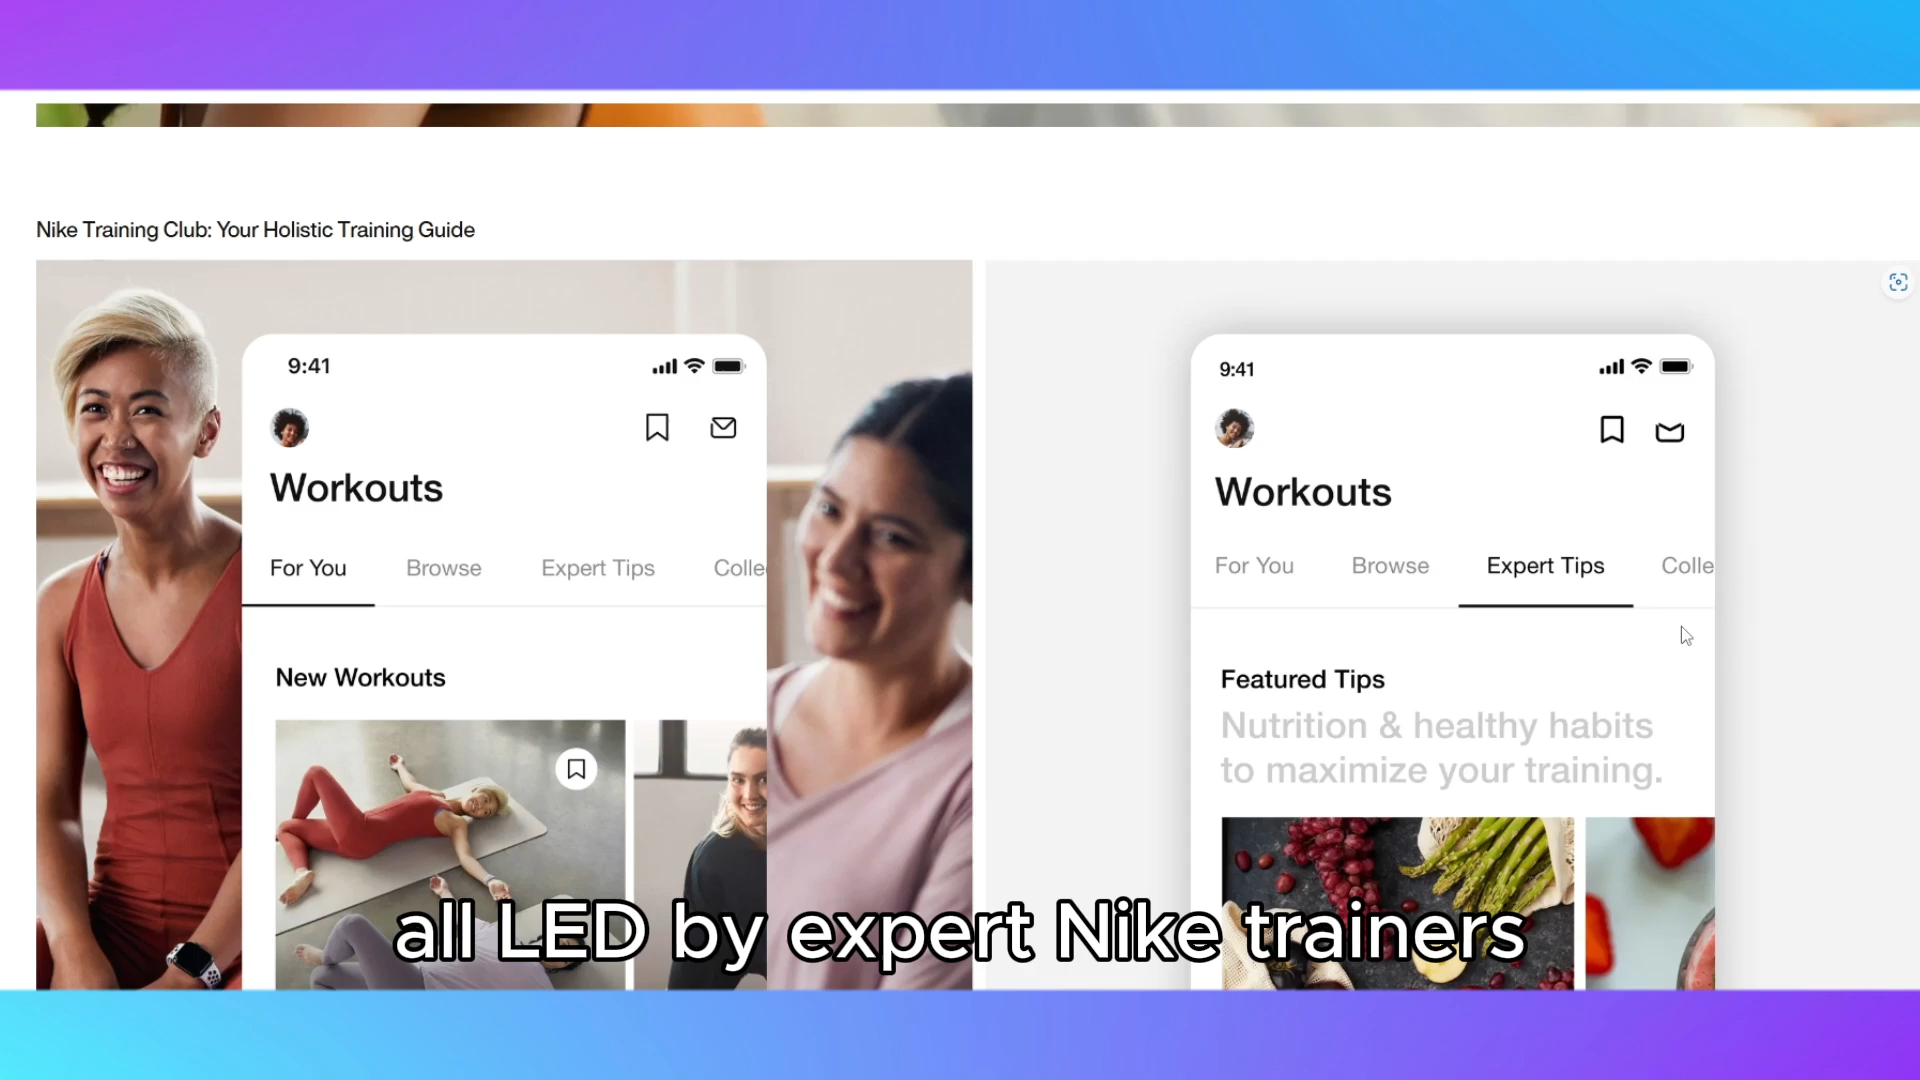 Nike Training Club: Your Holistic Training Guide
9:41
Workouts
For You Browse Expert Tips Colle
New Workouts
9:41
Workouts
For You Browse Expert Tips Colle
Featured Tips
Nutrition & healthy habits
to maximize your training.
all LED by expert Nike trainers